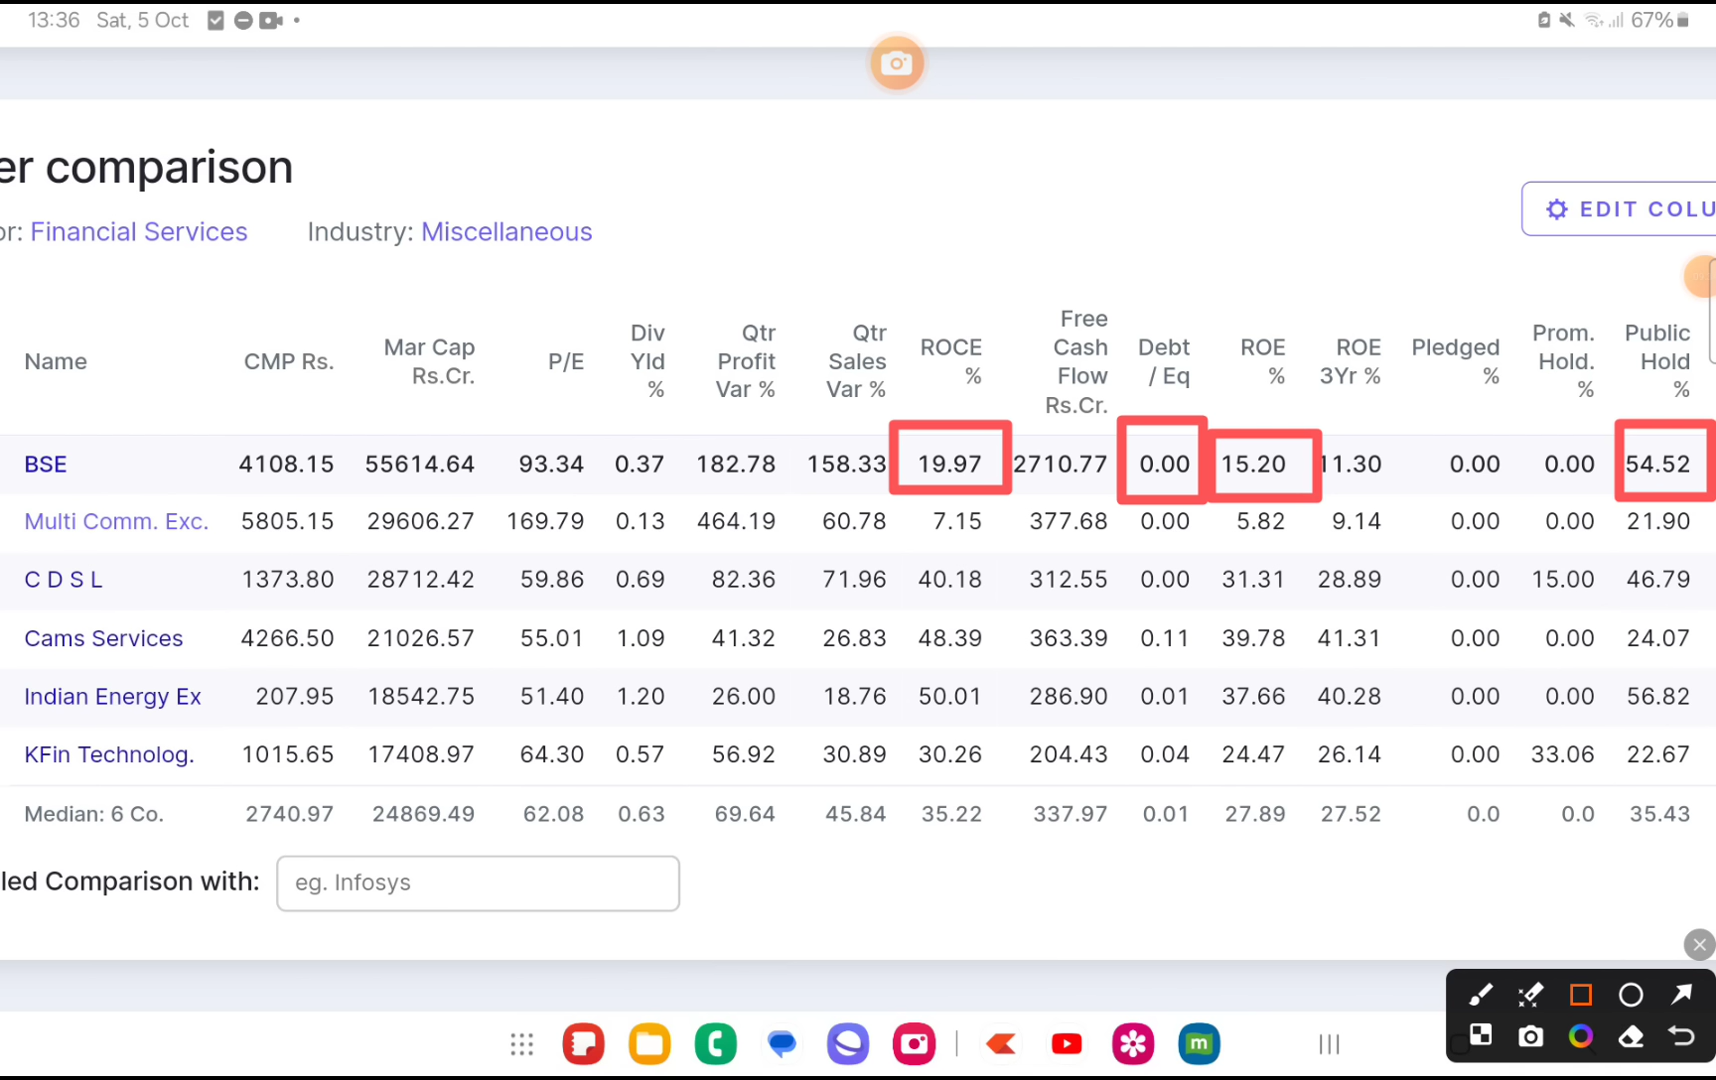 13:36 Sat, 5 Oct
67%
er comparison
EDIT COLU
or: Financial Services Industry: Miscellaneous
Name CMP Rs. Mar Cap Rs.Cr. P/E Div Yld % Qtr Profit Var % Qtr Sales Var % ROCE % Free Cash Flow Rs.Cr. Debt / Eq ROE % ROE 3Yr % Pledged % Prom. Hold. % Public Hold %
BSE 4108.15 55614.64 93.34 0.37 182.78 158.33 19.97 2710.77 0.00 15.20 11.30 0.00 0.00 54.52
Multi Comm. Exc. 5805.15 29606.27 169.79 0.13 464.19 60.78 7.15 377.68 0.00 5.82 9.14 0.00 0.00 21.90
C D S L 1373.80 28712.42 59.86 0.69 82.36 71.96 40.18 312.55 0.00 31.31 28.89 0.00 15.00 46.79
Cams Services 4266.50 21026.57 55.01 1.09 41.32 26.83 48.39 363.39 0.11 39.78 41.31 0.00 0.00 24.07
Indian Energy Ex 207.95 18542.75 51.40 1.20 26.00 18.76 50.01 286.90 0.01 37.66 40.28 0.00 0.00 56.82
KFin Technolog. 1015.65 17408.97 64.30 0.57 56.92 30.89 30.26 204.43 0.04 24.47 26.14 0.00 33.06 22.67
Median: 6 Co. 2740.97 24869.49 62.08 0.63 69.64 45.84 35.22 337.97 0.01 27.89 27.52 0.0 0.0 35.43
led Comparison with: eg. Infosys
m